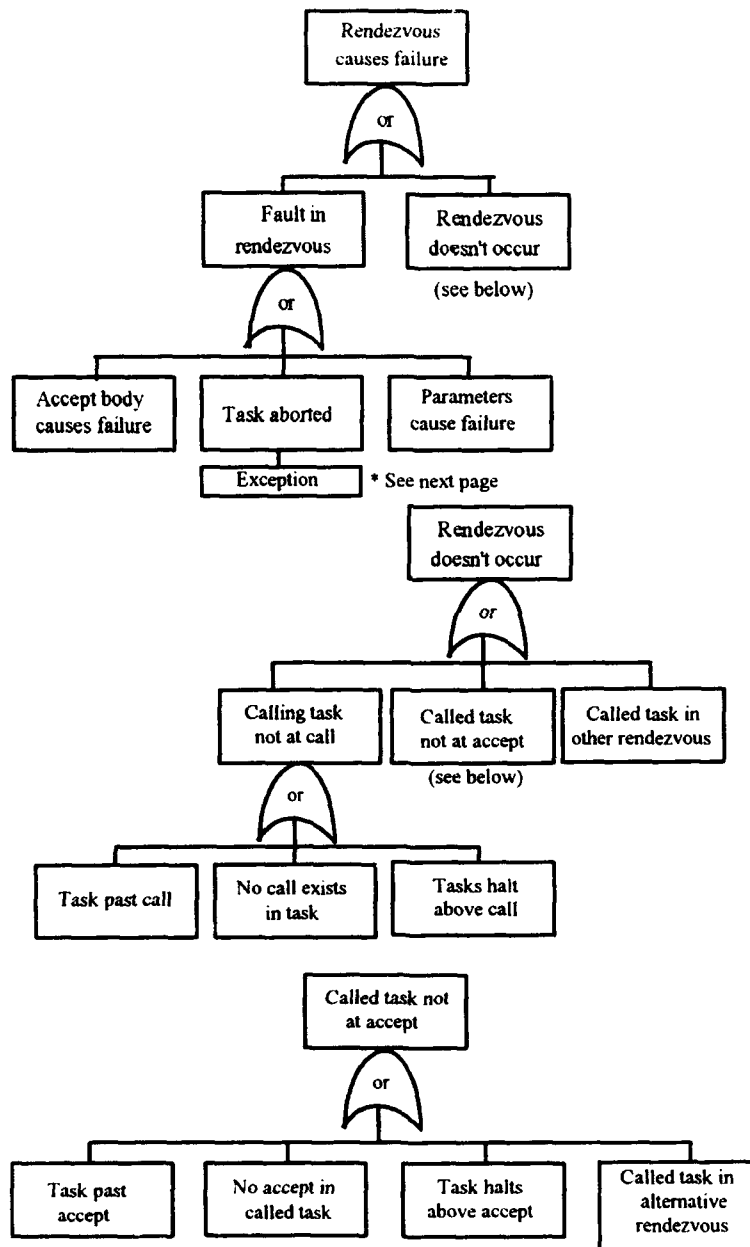 Rendezvous
causes failure
or
Fault in
rendezvous
Rendezvous
doesn't occur
(see below)
or
Accept body
causes failure
Task aborted
Parameters
cause failure
Exception
* See next page
Rendezvous
doesn't occur
or
Calling task
not at call
Called task
not at accept
Called task in
other rendezvous
(see below)
or
Task past call
No call exists
in task
Tasks halt
above call
Called task not
at accept
or
Task past
accept
No accept in
called task
Task halts
above accept
Called task in
alternative
rendezvous